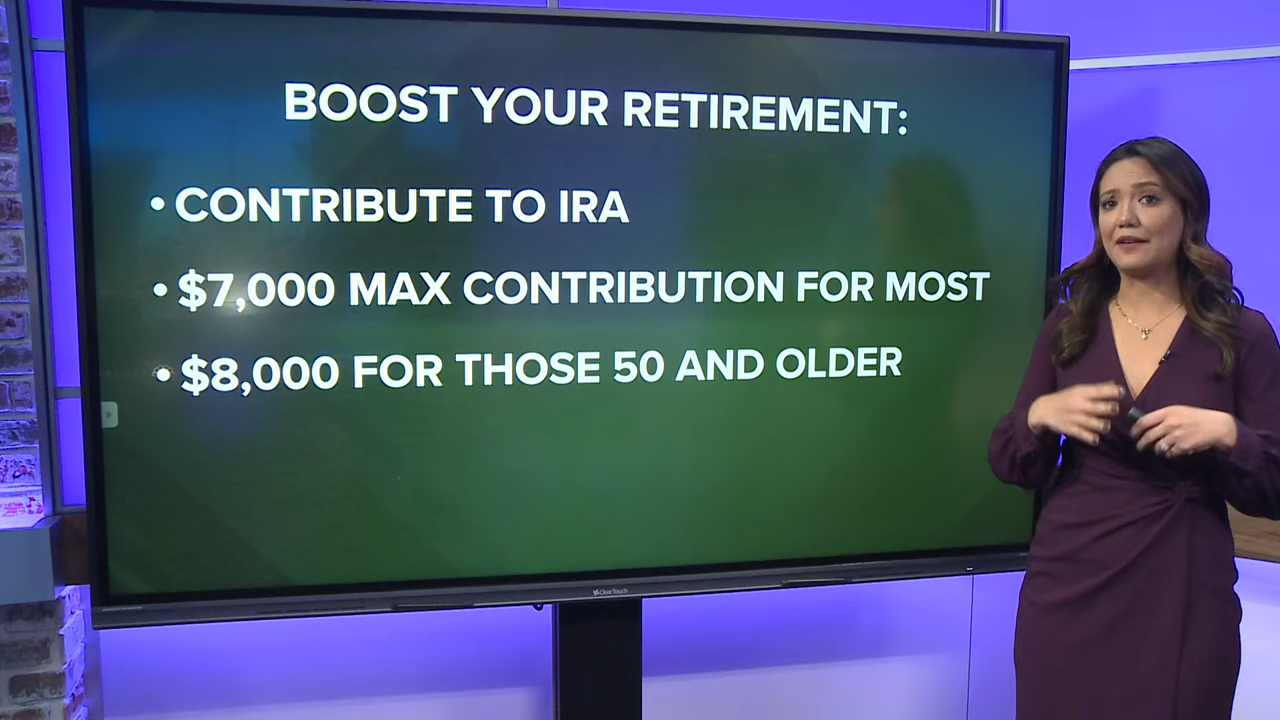 BOOST YOUR RETIREMENT:
• CONTRIBUTE TO IRA
• $7,000 MAX CONTRIBUTION FOR MOST
• $8,000 FOR THOSE 50 AND OLDER
ClearTouch